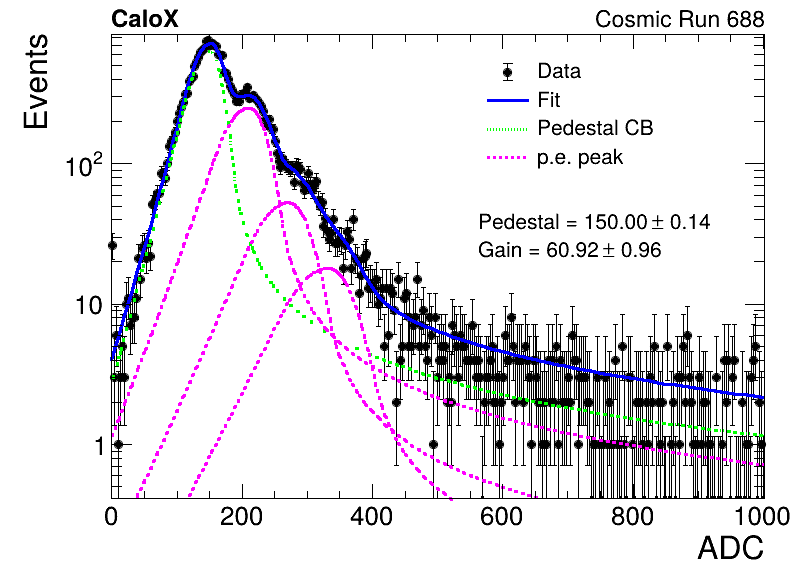 CaloX
Cosmic Run 688
Events
Data
Fit
Pedestal CB
p.e. peak
Pedestal = 150.00 ± 0.14
Gain = 60.92 ± 0.96
10²
10
1
0 200 400 600 800 1000
ADC